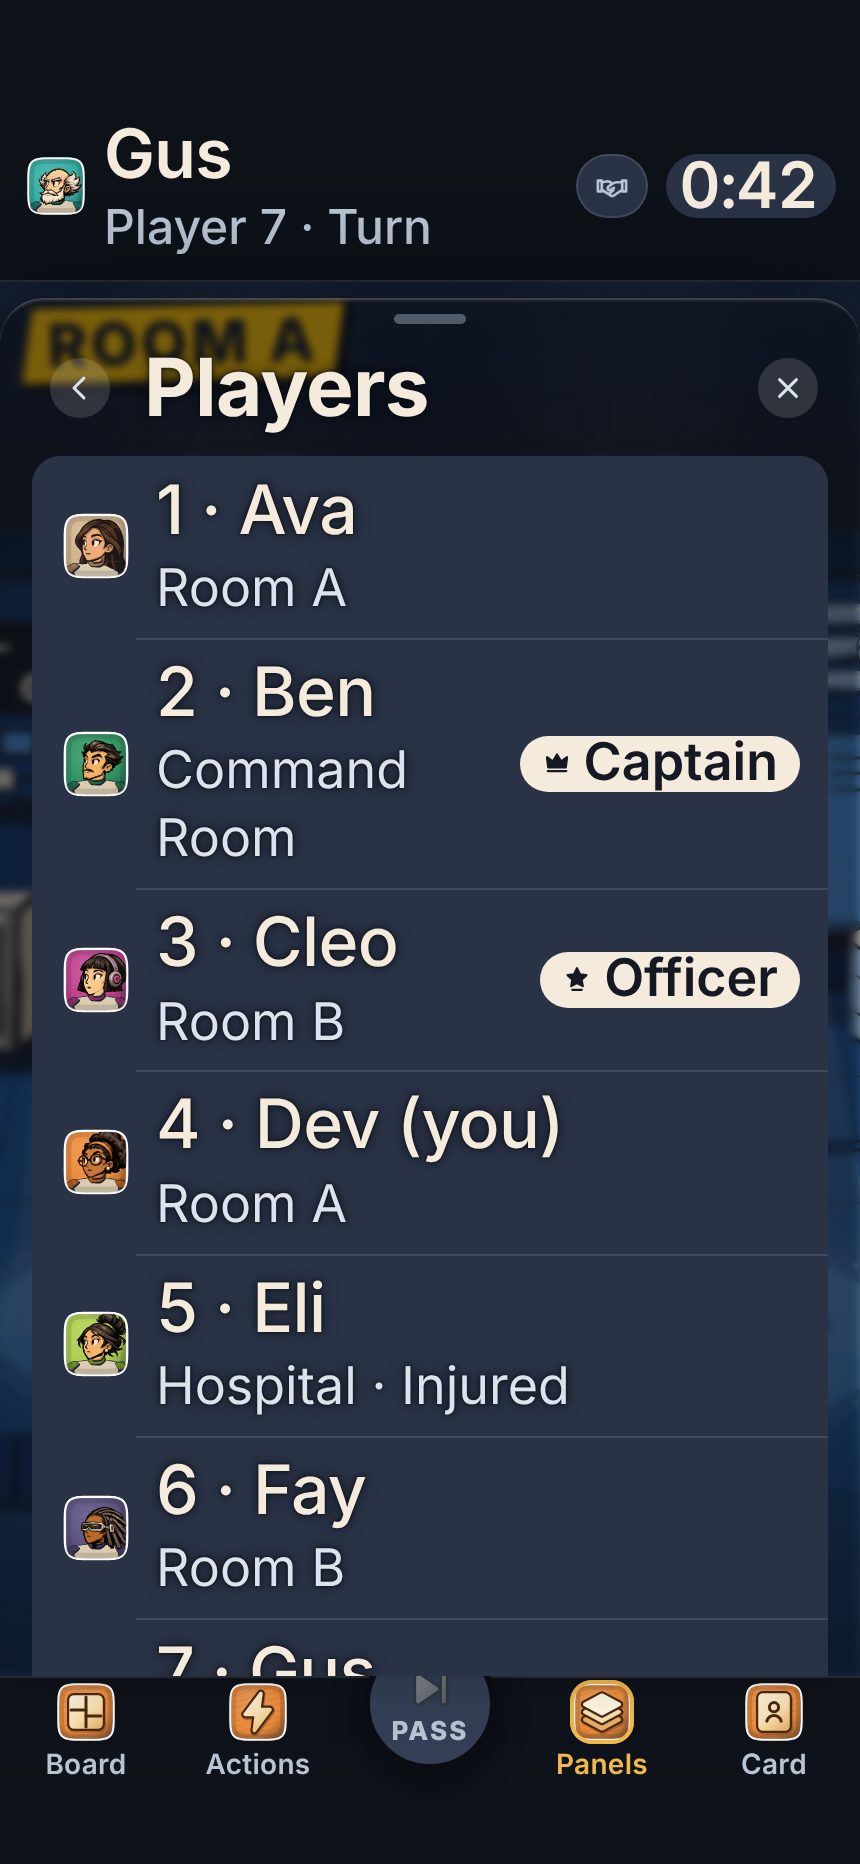 Gus
Player 7 · Turn
0:42
ROOM A
Players
1 · Ava
Room A
2 · Ben
Command
Room
Captain
3 · Cleo
Room B
Officer
4 · Dev (you)
Room A
5 · Eli
Hospital · Injured
6 · Fay
Room B
7 · Gus
Board
Actions
PASS
Panels
Card